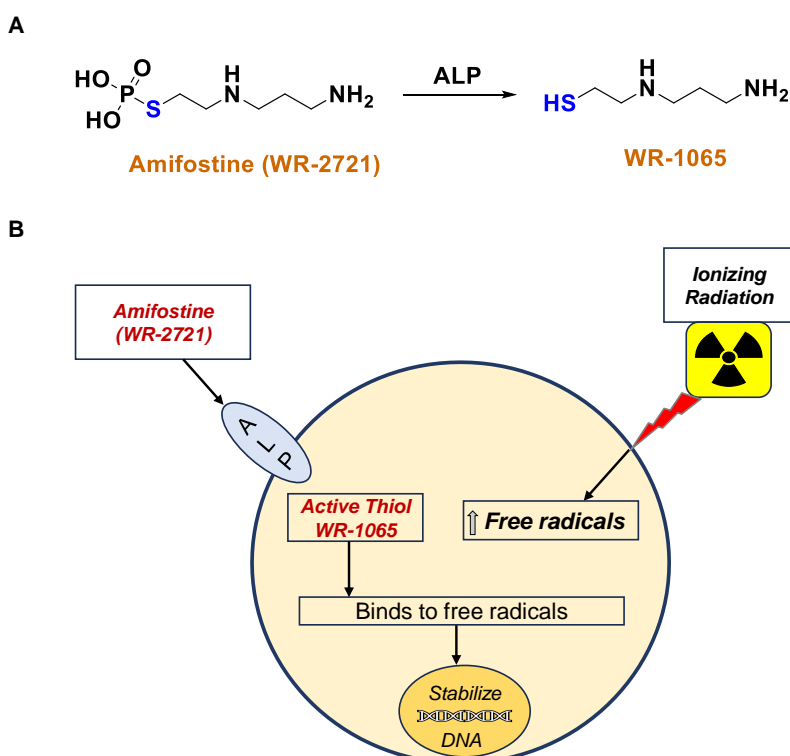 A
HO
O
P
HO
S
H
N
NH2
ALP
HS
H
N
NH2
Amifostine (WR-2721)
WR-1065
B
Ionizing
Radiation
Amifostine
(WR-2721)
ALP
Active Thiol
WR-1065
Free radicals
Binds to free radicals
Stabilize
DNA